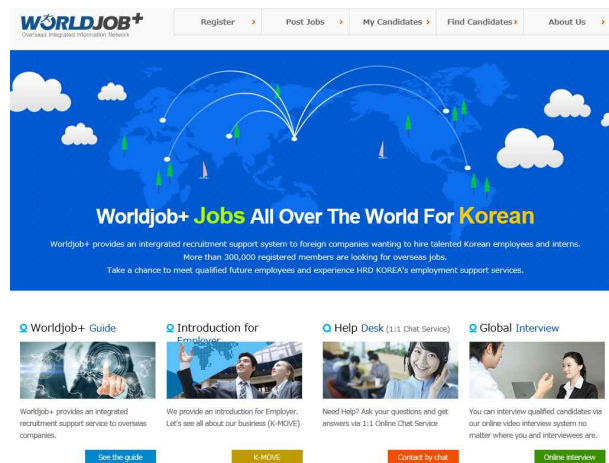 WORLDJOB+
Overseas Integrated Information Network
Register
Post Jobs
My Candidates
Find Candidates
About Us
Worldjob+ Jobs All Over The World For Korean
Worldjob+ provides an intergrated recruitment support system to foreign companies wanting to hire talented Korean employees and interns.
More than 300,000 registered members are looking for overseas jobs.
Take a chance to meet qualified future employees and experience HRD KOREA's employment support services.
Worldjob+ Guide
Worldjob+ provides an integrated
recruitment support service to overseas
companies.
See the guide
Introduction for
Employer
We provide an introduction for Employer.
Let's see all about our business (K-MOVE)
K-MOVE
Help Desk (1:1 Chat Service)
Need Help? Ask your questions and get
answers via 1:1 Online Chat Service
Contact by chat
Global Interview
You can interview qualified candidates via
our online video interview system no
matter where you and interviewees are.
Online interview